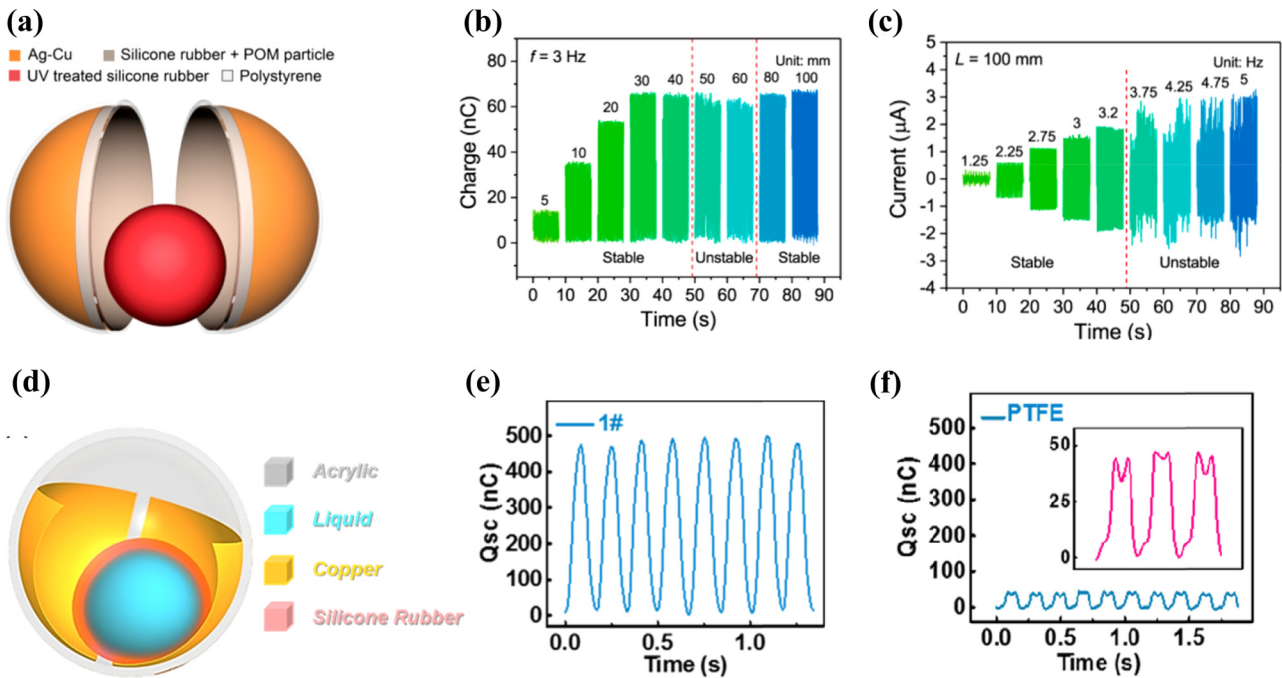 (a)
Ag-Cu
Silicone rubber + POM particle
UV treated silicone rubber
Polystyrene
(b)
Charge (nC)
80
60
40
20
0
f = 3 Hz
Unit: mm
5
10
20
30
40
50
60
80
100
Stable
Unstable
Stable
0 10 20 30 40 50 60 70 80 90
Time (s)
(c)
Current (μA)
5
4
3
2
1
0
-1
-2
-3
-4
L = 100 mm
Unit: Hz
1.25
2.25
2.75
3
3.2
3.75
4.25
4.75
5
Stable
Unstable
0 10 20 30 40 50 60 70 80 90
Time (s)
(d)
Acrylic
Liquid
Copper
Silicone Rubber
(e)
Qsc (nC)
500
400
300
200
100
0
1#
0.0 0.5 1.0
Time (s)
(f)
Qsc (nC)
500
400
300
200
100
0
PTFE
50
25
0
0.0 0.5 1.0 1.5
Time (s)